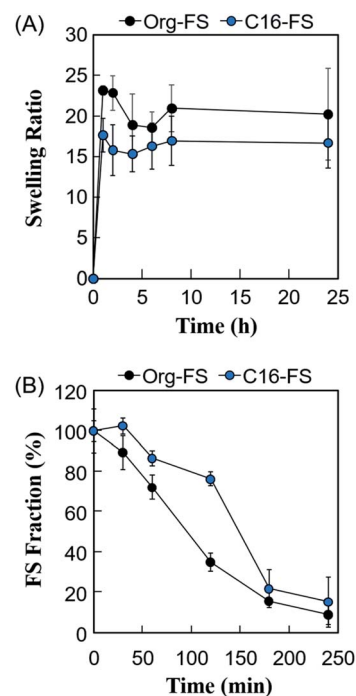 (A)
Org-FS C16-FS
30
25
20
15
10
5
0
Swelling Ratio
0 5 10 15 20 25
Time (h)
(B)
Org-FS C16-FS
120
100
80
60
40
20
0
FS Fraction (%)
0 50 100 150 200 250
Time (min)